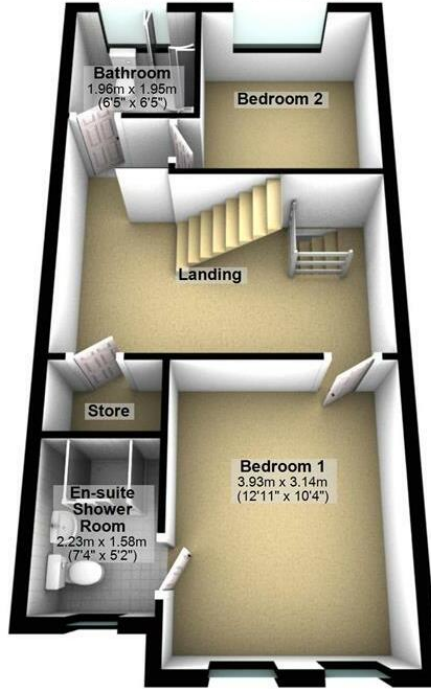 Bathroom
1.96m x 1.95m
(6'5" x 6'5")
Bedroom 2
Landing
Store
Bedroom 1
3.93m x 3.14m
(12'11" x 10'4")
En-suite
Shower
Room
2.23m x 1.58m
(7'4" x 5'2")